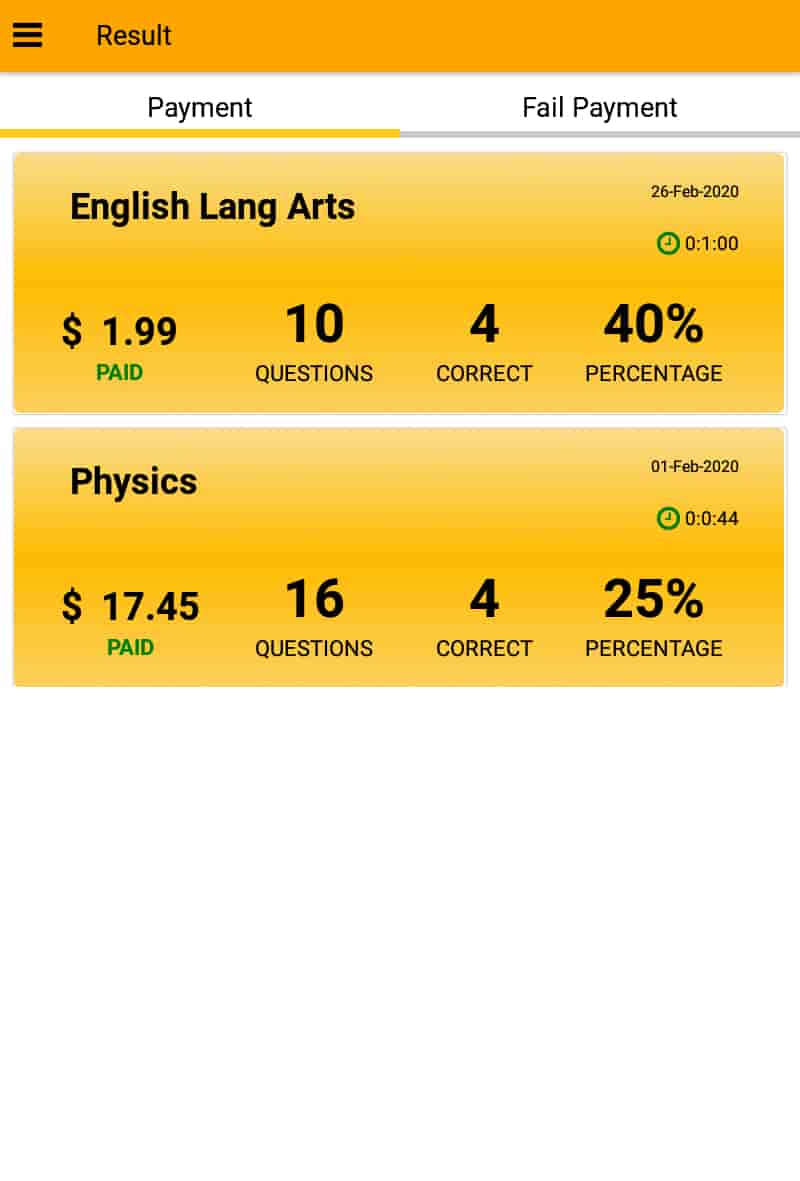 Result
Payment Fail Payment
English Lang Arts 26-Feb-2020
0:1:00
$ 1.99 10 4 40%
PAID QUESTIONS CORRECT PERCENTAGE
Physics 01-Feb-2020
0:0:44
$ 17.45 16 4 25%
PAID QUESTIONS CORRECT PERCENTAGE